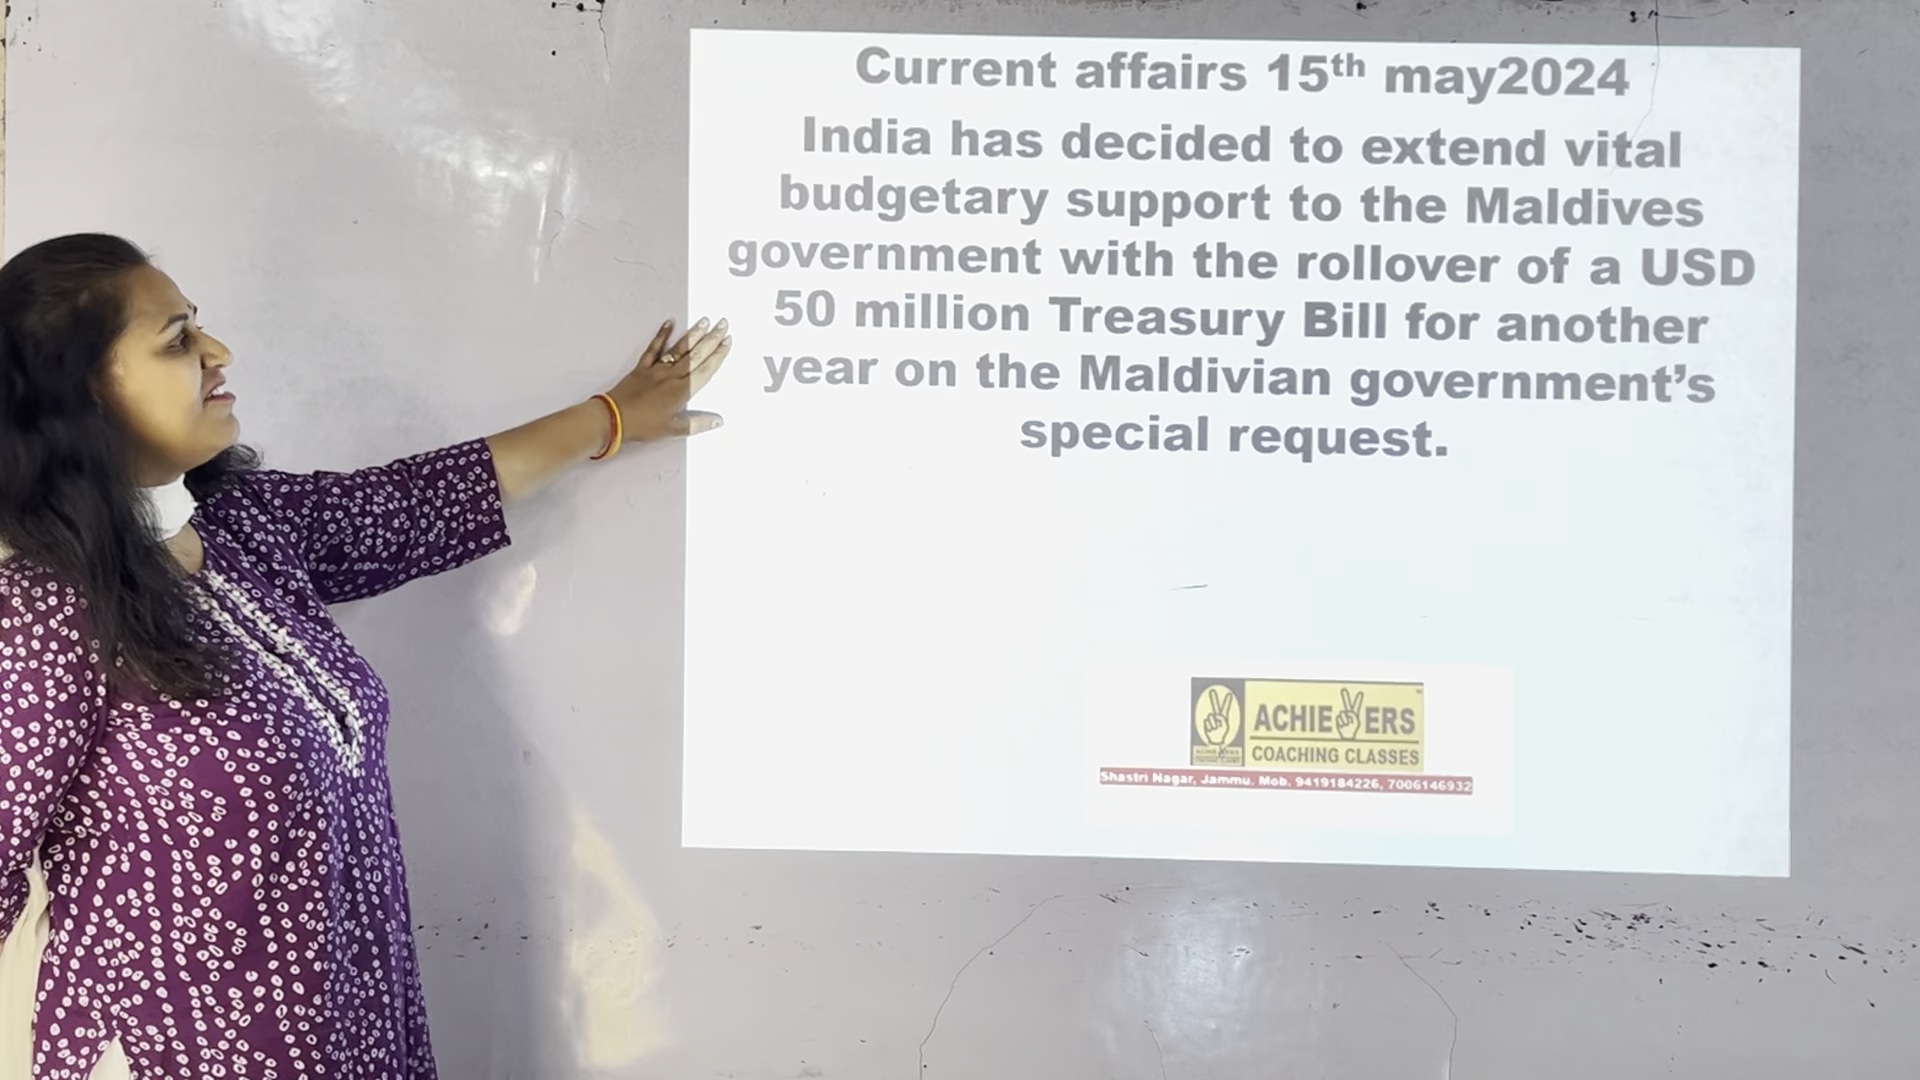 Current affairs 15th may2024
India has decided to extend vital
budgetary support to the Maldives
government with the rollover of a USD
50 million Treasury Bill for another
year on the Maldivian government's
special request.
ACHIEVERS
COACHING CLASSES
Shastri Nagar, Jammu. Mob. 9419184226, 7006146932